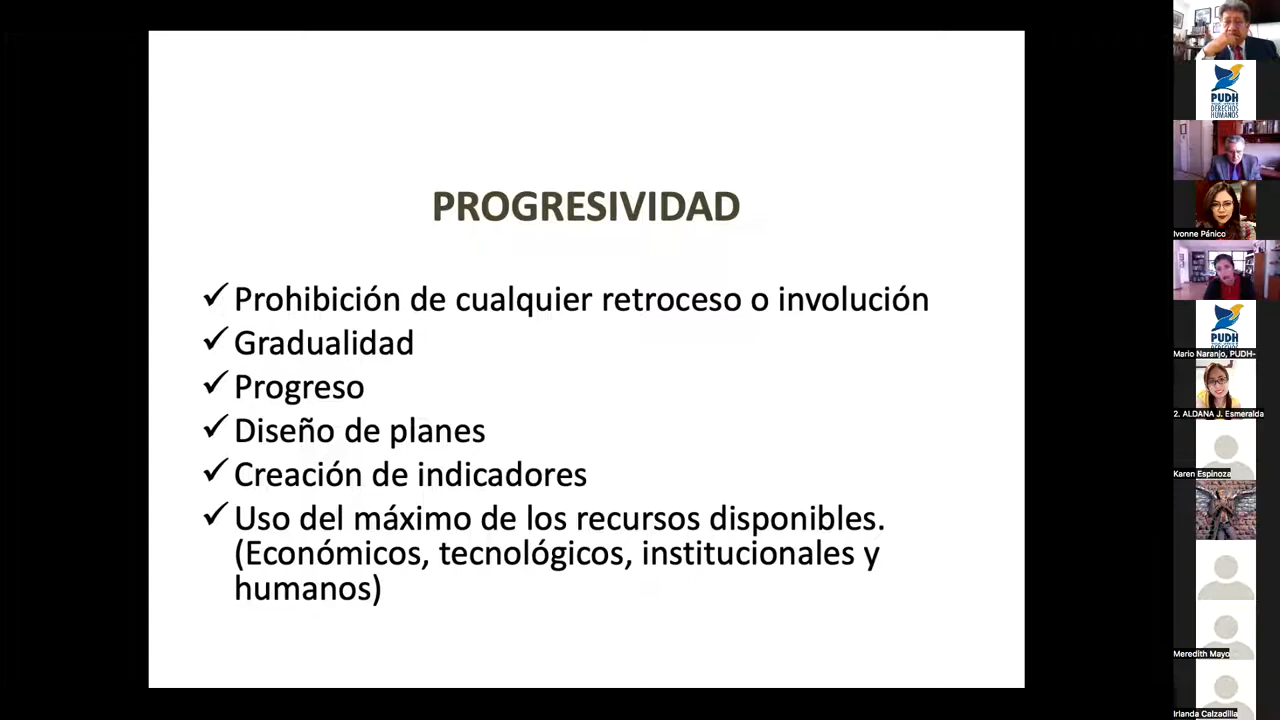 PROGRESIVIDAD
✓Prohibición de cualquier retroceso o involución
✓Gradualidad
✓Progreso
✓Diseño de planes
✓Creación de indicadores
✓Uso del máximo de los recursos disponibles.
(Económicos, tecnológicos, institucionales y
humanos)
PUDH
DERECHOS
HUMANOS
Ivonne Pánico
PUDH
Mario Naranjo, PUDH-
2. ALDANA J. Esmeralda
Karen Espinoza
Meredith Mayo
Irlanda Calzadilla